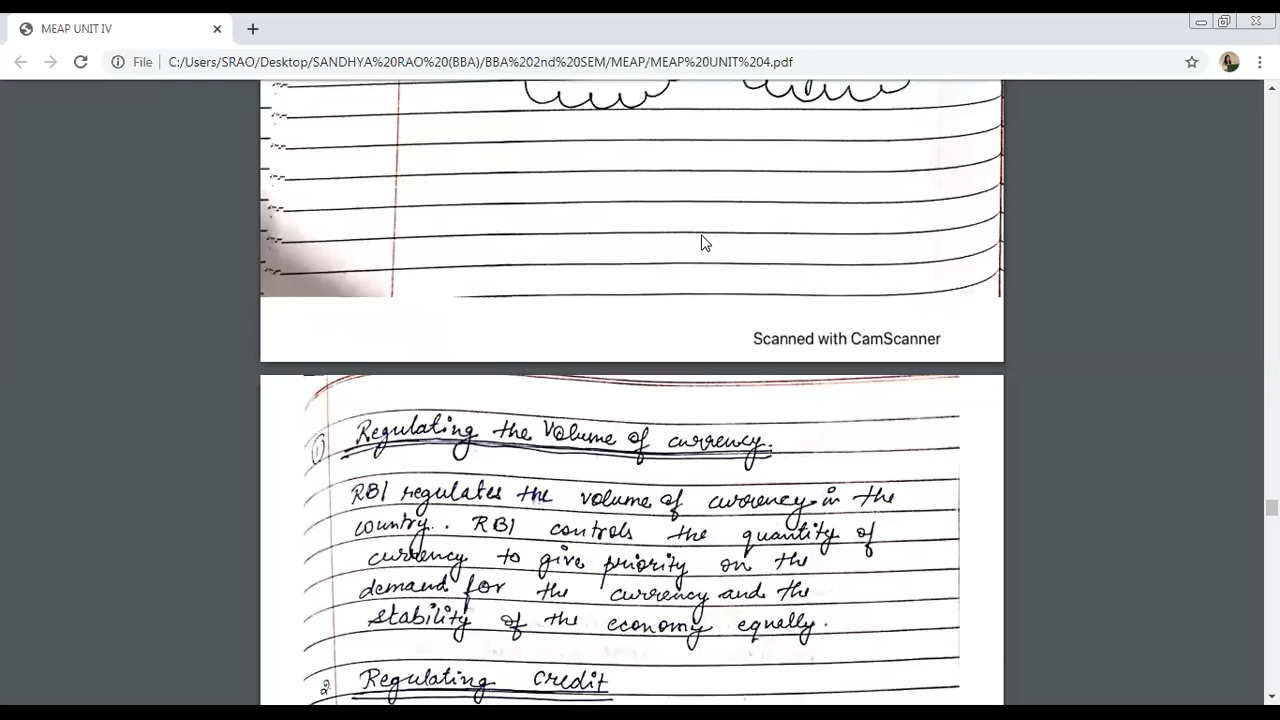 MEAP UNIT IV
File
C:/Users/SRAO/Desktop/SANDHYA%20RAO%20(BBA)/BBA%202nd%20SEM/MEAP/MEAP%20UNIT%204.pdf
Scanned with CamScanner
① Regulating the Volume of currency.
RBI regulates the volume of currency in the
country. RBI controls the quantity of
currency to give priority on the
demand for the currency and the
stability of the economy equally.
2) Regulating Credit